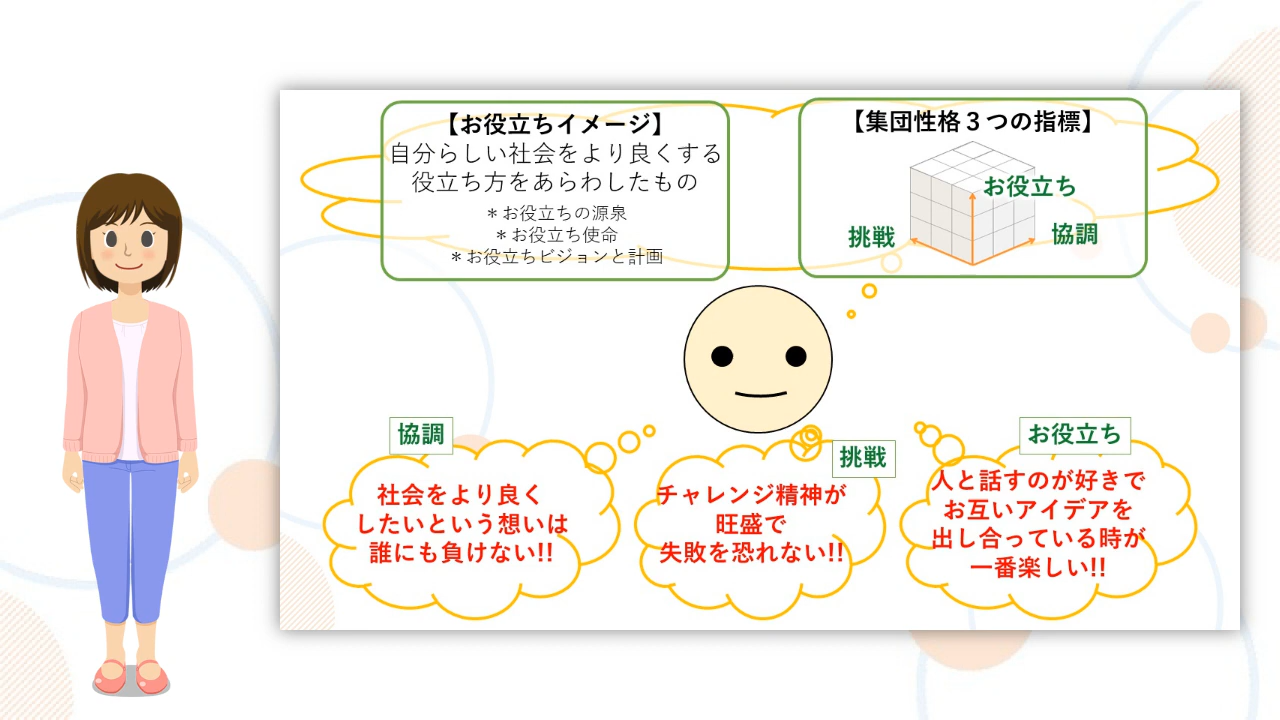 【お役立ちイメージ】
自分らしい社会をより良くする
役立ち方をあらわしたもの
＊お役立ちの源泉
＊お役立ち使命
＊お役立ちビジョンと計画
【集団性格３つの指標】
お役立ち
挑戦
協調
協調
社会をより良く
したいという想いは
誰にも負けない!!
挑戦
チャレンジ精神が
旺盛で
失敗を恐れない!!
お役立ち
人と話すのが好きで
お互いアイデアを
出し合っている時が
一番楽しい!!